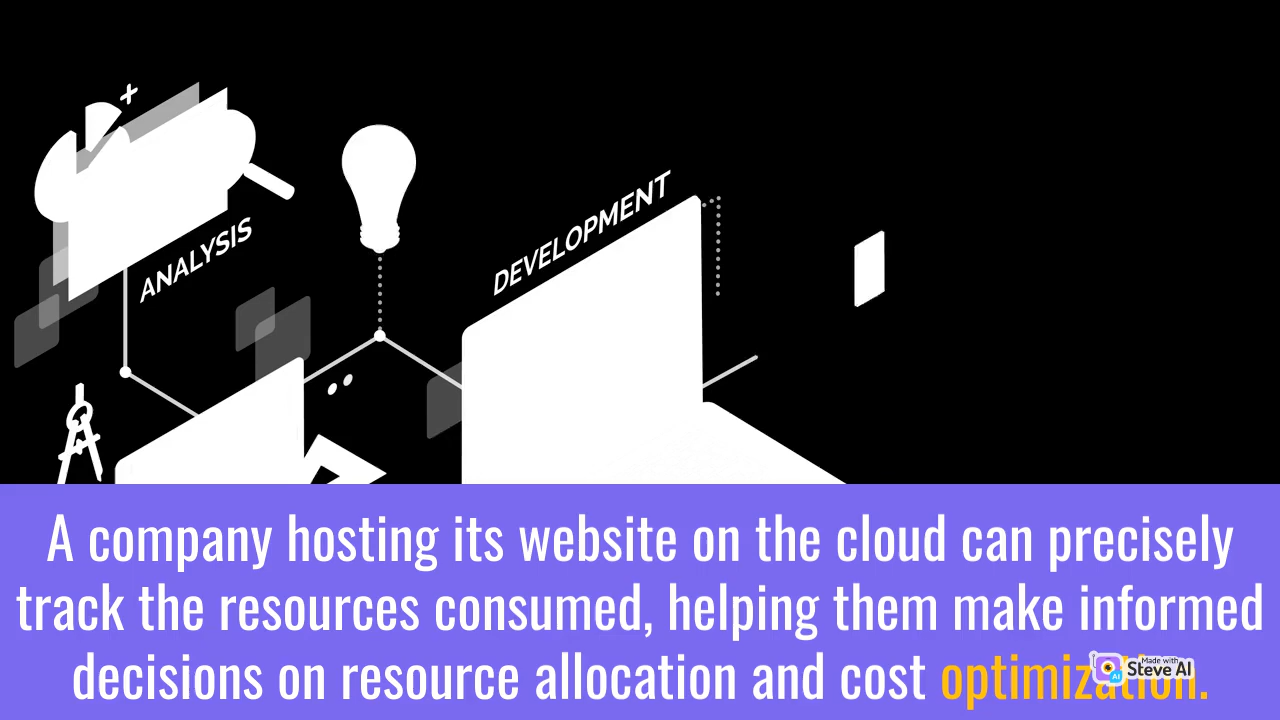 ANALYSIS
DEVELOPMENT
A company hosting its website on the cloud can precisely
track the resources consumed, helping them make informed
decisions on resource allocation and cost optimization.
Made with
AI Steve AI